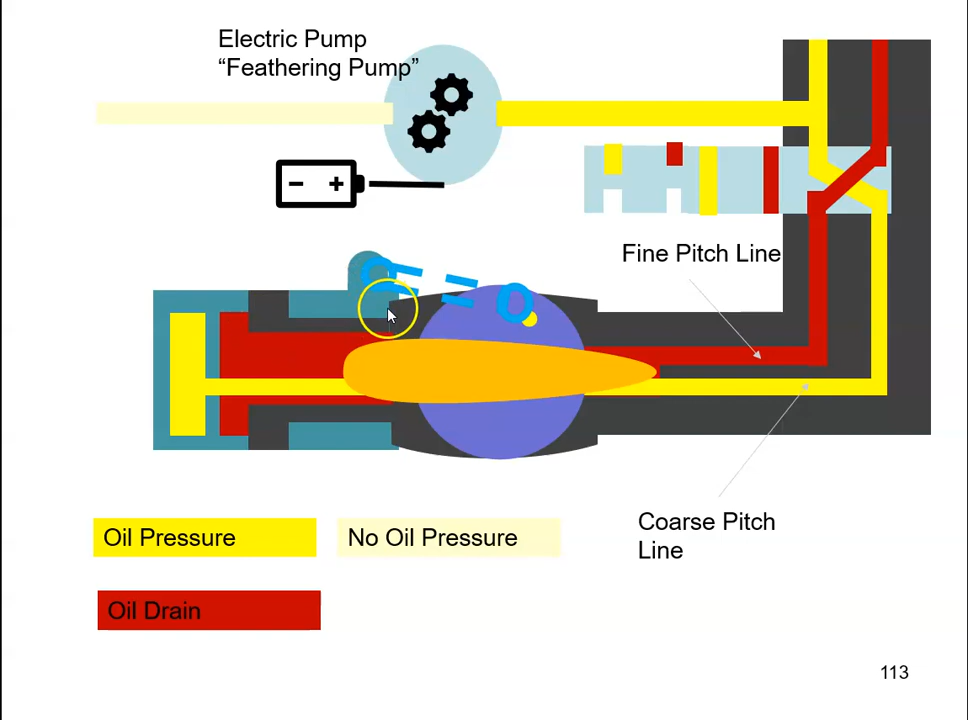 Electric Pump
“Feathering Pump”
- +
Fine Pitch Line
Coarse Pitch
Line
Oil Pressure
No Oil Pressure
Oil Drain
113